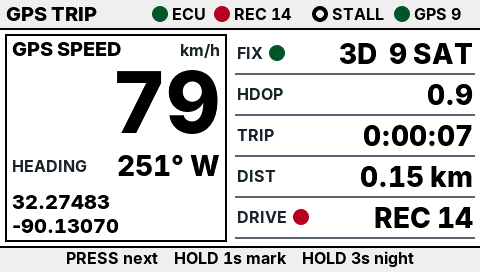 GPS TRIP ECU REC 14 STALL GPS 9
GPS SPEED km/h
79
HEADING 251° W
32.27483
-90.13070
FIX 3D 9 SAT
HDOP 0.9
TRIP 0:00:07
DIST 0.15 km
DRIVE REC 14
PRESS next HOLD 1s mark HOLD 3s night